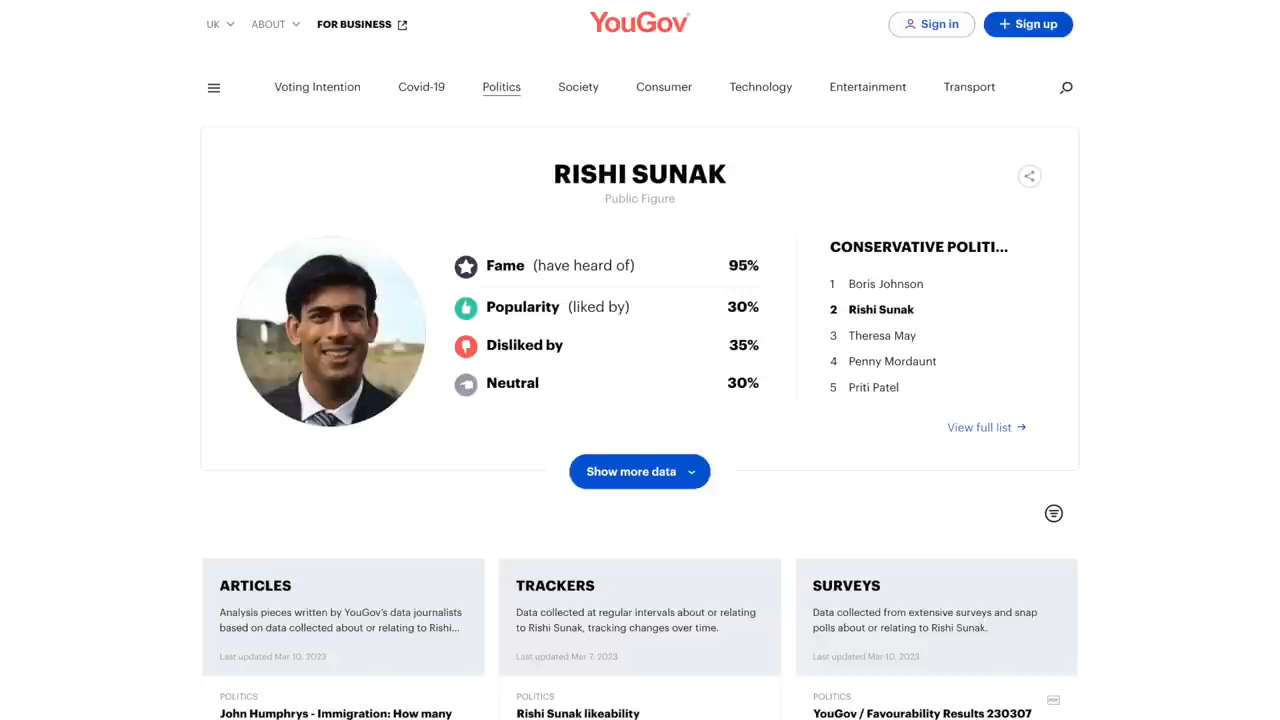 UK ABOUT FOR BUSINESS YouGov® Sign in Sign up
Voting Intention Covid-19 Politics Society Consumer Technology Entertainment Transport
RISHI SUNAK
Public Figure
Fame (have heard of) 95%
Popularity (liked by) 30%
Disliked by 35%
Neutral 30%
CONSERVATIVE POLITI...
1 Boris Johnson
2 Rishi Sunak
3 Theresa May
4 Penny Mordaunt
5 Priti Patel
View full list
Show more data
ARTICLES
Analysis pieces written by YouGov's data journalists
based on data collected about or relating to Rishi...
Last updated Mar 10, 2023
POLITICS
John Humphrys - Immigration: How many
TRACKERS
Data collected at regular intervals about or relating
to Rishi Sunak, tracking changes over time.
Last updated Mar 7, 2023
POLITICS
Rishi Sunak likeability
SURVEYS
Data collected from extensive surveys and snap
polls about or relating to Rishi Sunak.
Last updated Mar 10, 2023
POLITICS
PDF
YouGov / Favourability Results 230307